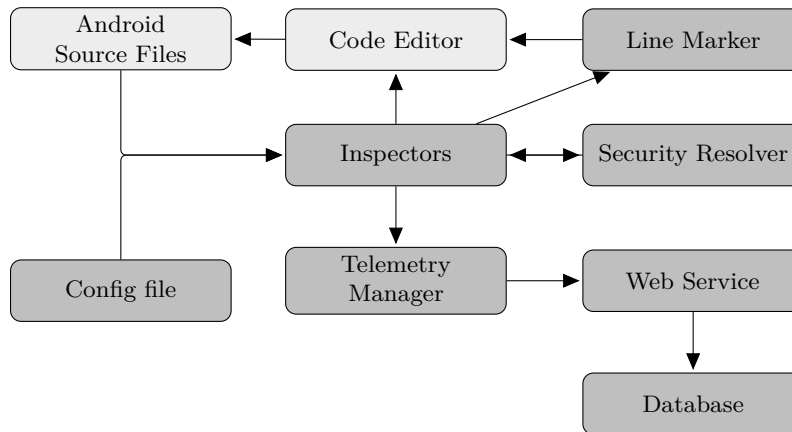 Android
Source Files
Code Editor
Line Marker
Inspectors
Security Resolver
Config file
Telemetry
Manager
Web Service
Database